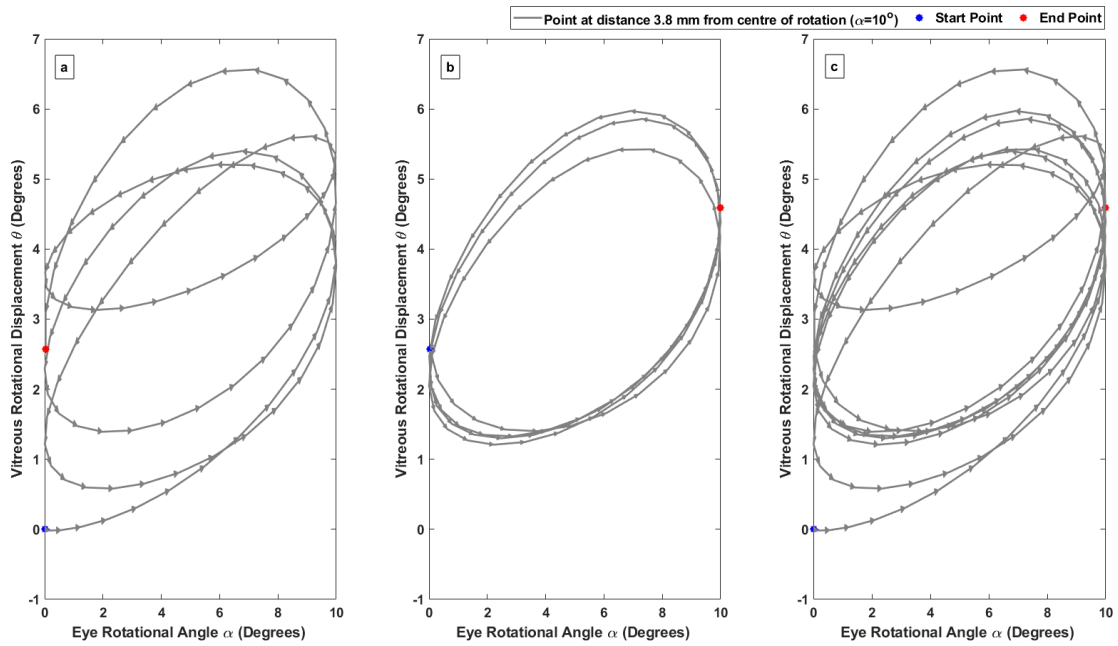 Point at distance 3.8 mm from centre of rotation (α=10°) Start Point End Point
a
b
c
7
6
5
4
3
2
1
0
-1
Vitreous Rotational Displacement θ (Degrees)
0 2 4 6 8 10
Eye Rotational Angle α (Degrees)
7
6
5
4
3
2
1
0
-1
Vitreous Rotational Displacement θ (Degrees)
0 2 4 6 8 10
Eye Rotational Angle α (Degrees)
7
6
5
4
3
2
1
0
-1
Vitreous Rotational Displacement θ (Degrees)
0 2 4 6 8 10
Eye Rotational Angle α (Degrees)